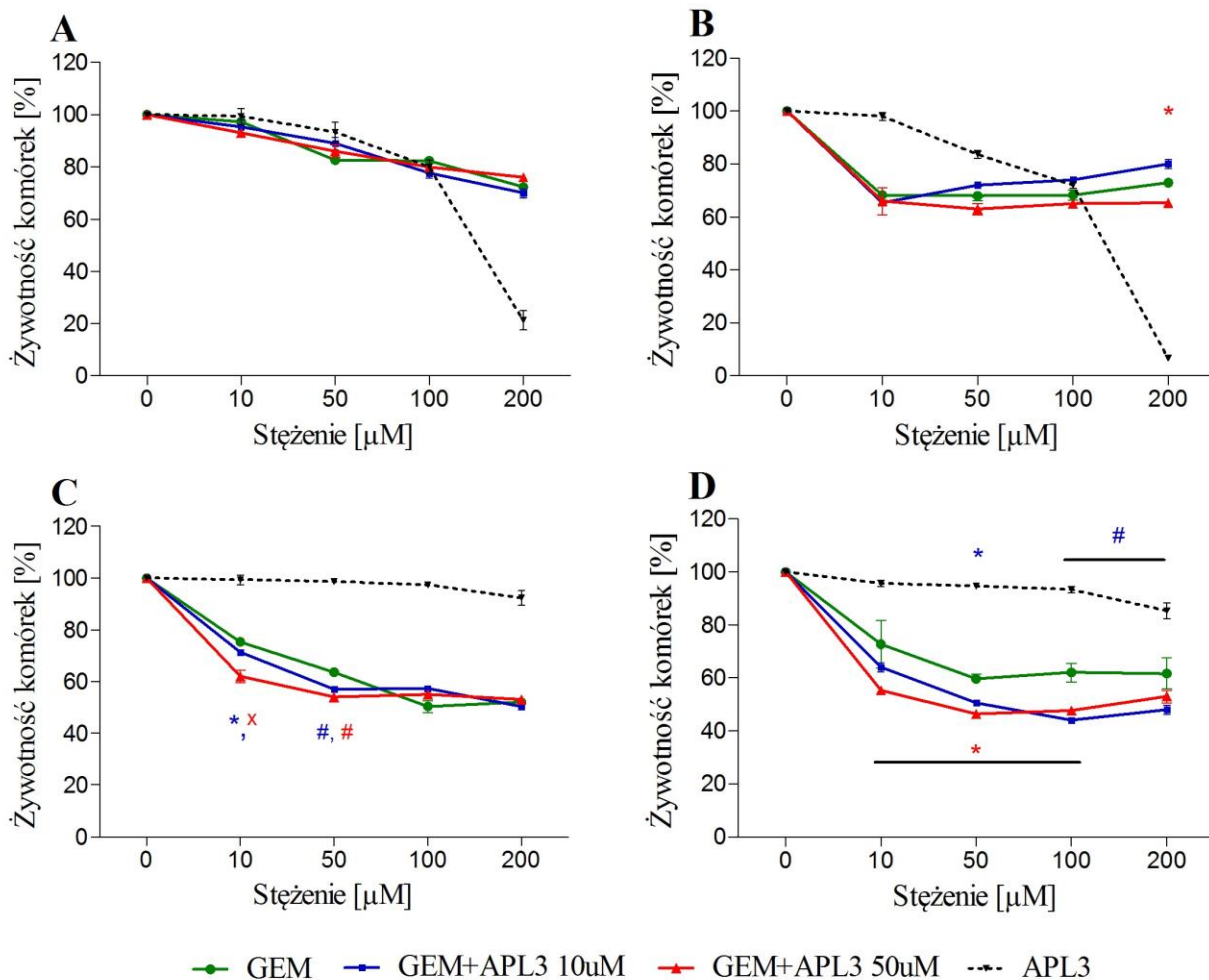 A
Żywotność komórek [%]
120
100
80
60
40
20
0
0 10 50 100 200
Stężenie [µM]
B
Żywotność komórek [%]
120
100
80
60
40
20
0
*
0 10 50 100 200
Stężenie [µM]
C
Żywotność komórek [%]
120
100
80
60
40
20
0
*, x #, #
0 10 50 100 200
Stężenie [µM]
D
Żywotność komórek [%]
120
100
80
60
40
20
0
* #
*
0 10 50 100 200
Stężenie [µM]
GEM GEM+APL3 10uM GEM+APL3 50uM APL3